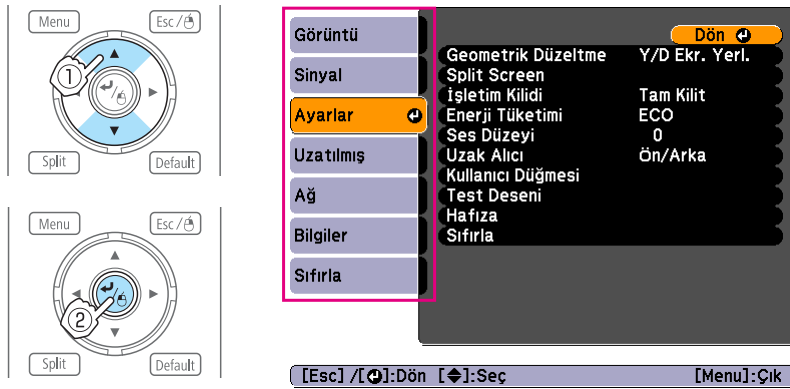 Menu Esc /
1
Split Default
Menu Esc /
2
Split Default
Görüntü
Sinyal
Ayarlar
Uzatılmış
Ağ
Bilgiler
Sıfırla
Dön
Geometrik Düzeltme Y/D Ekr. Yerl.
Split Screen
İşletim Kilidi Tam Kilit
Enerji Tüketimi ECO
Ses Düzeyi 0
Uzak Alıcı Ön/Arka
Kullanıcı Düğmesi
Test Deseni
Hafıza
Sıfırla
[Esc] /[ ]:Dön [ ]:Seç [Menu]:Çık